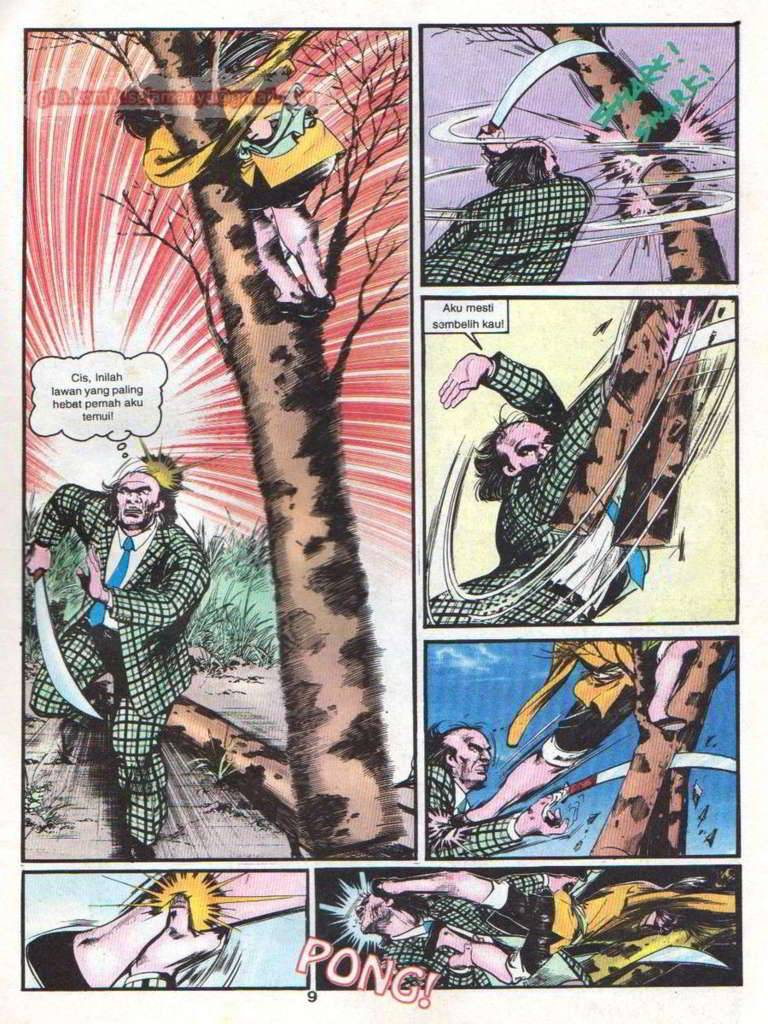 Cis, Inilah
lawan yang paling
hebat pernah aku
temui!
SHARK!
SHARK!
Aku mesti
sembelih kau!
PONG!
9